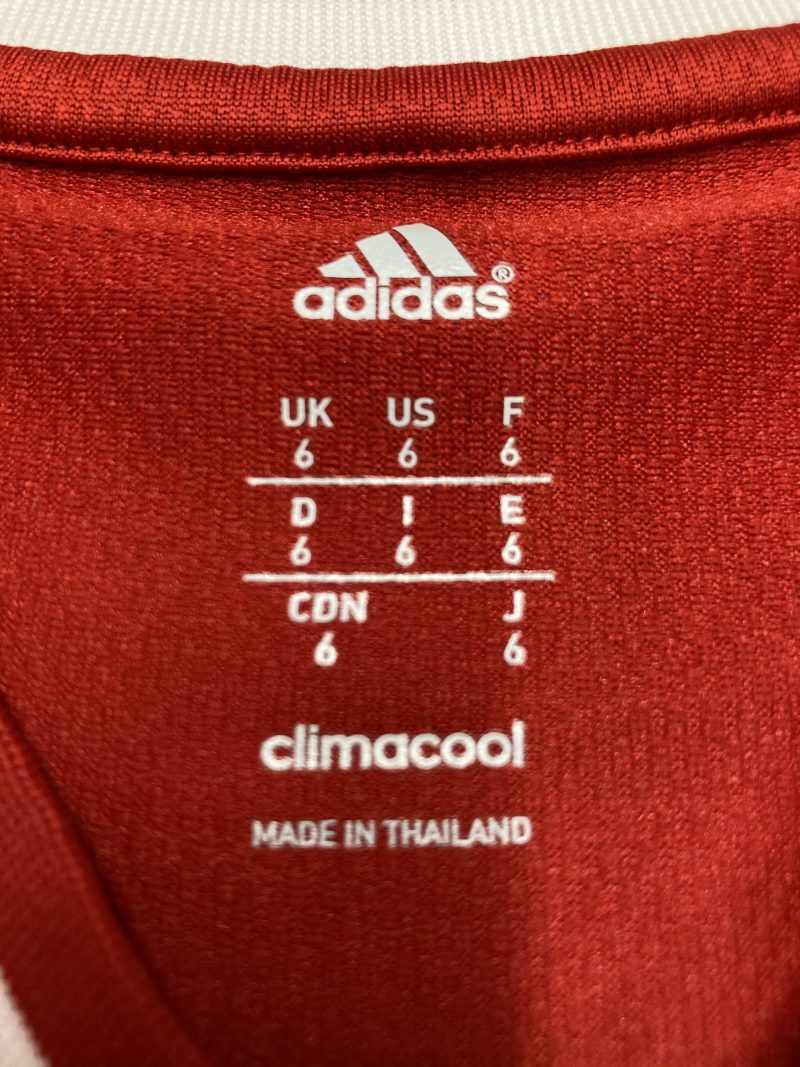 adidas®
UK US F
6 6 6
D I E
6 6 6
CDN J
6 6
climacool
MADE IN THAILAND